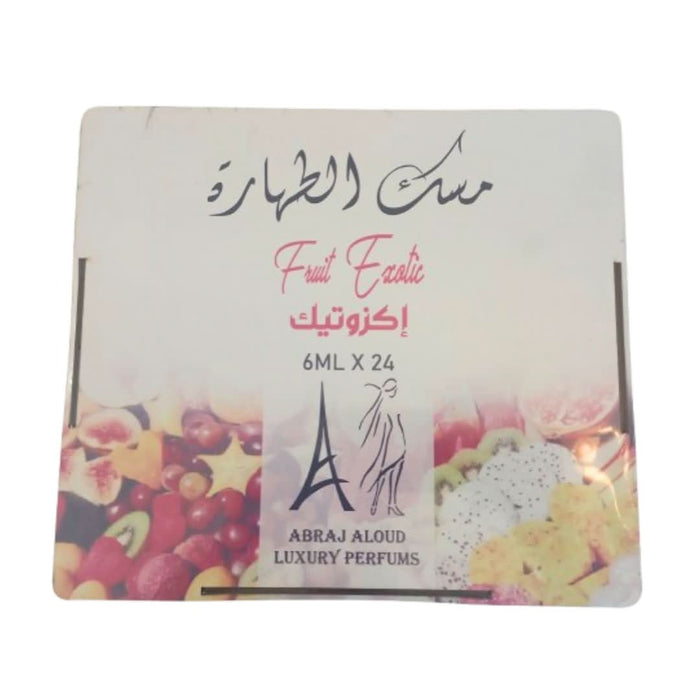 مسك الطهارة
Fruit Exotic
إكزوتيك
6ML X 24
ABRAJ ALOUD
LUXURY PERFUMS